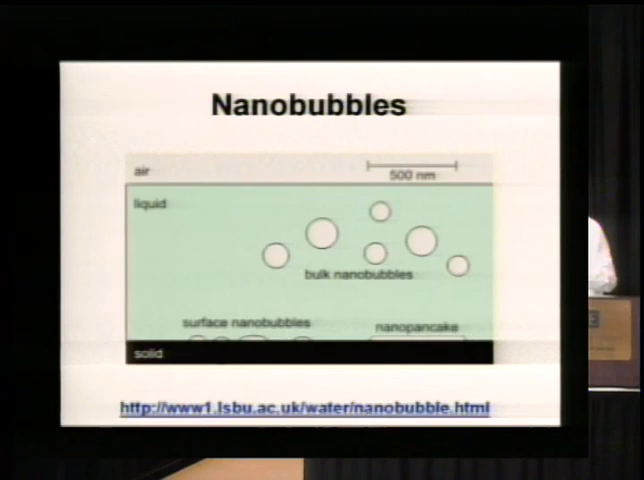 Nanobubbles
air
500 nm
liquid
bulk nanobubbles
surface nanobubbles
nanopancake
solid
http://www1.lsbu.ac.uk/water/nanobubble.html